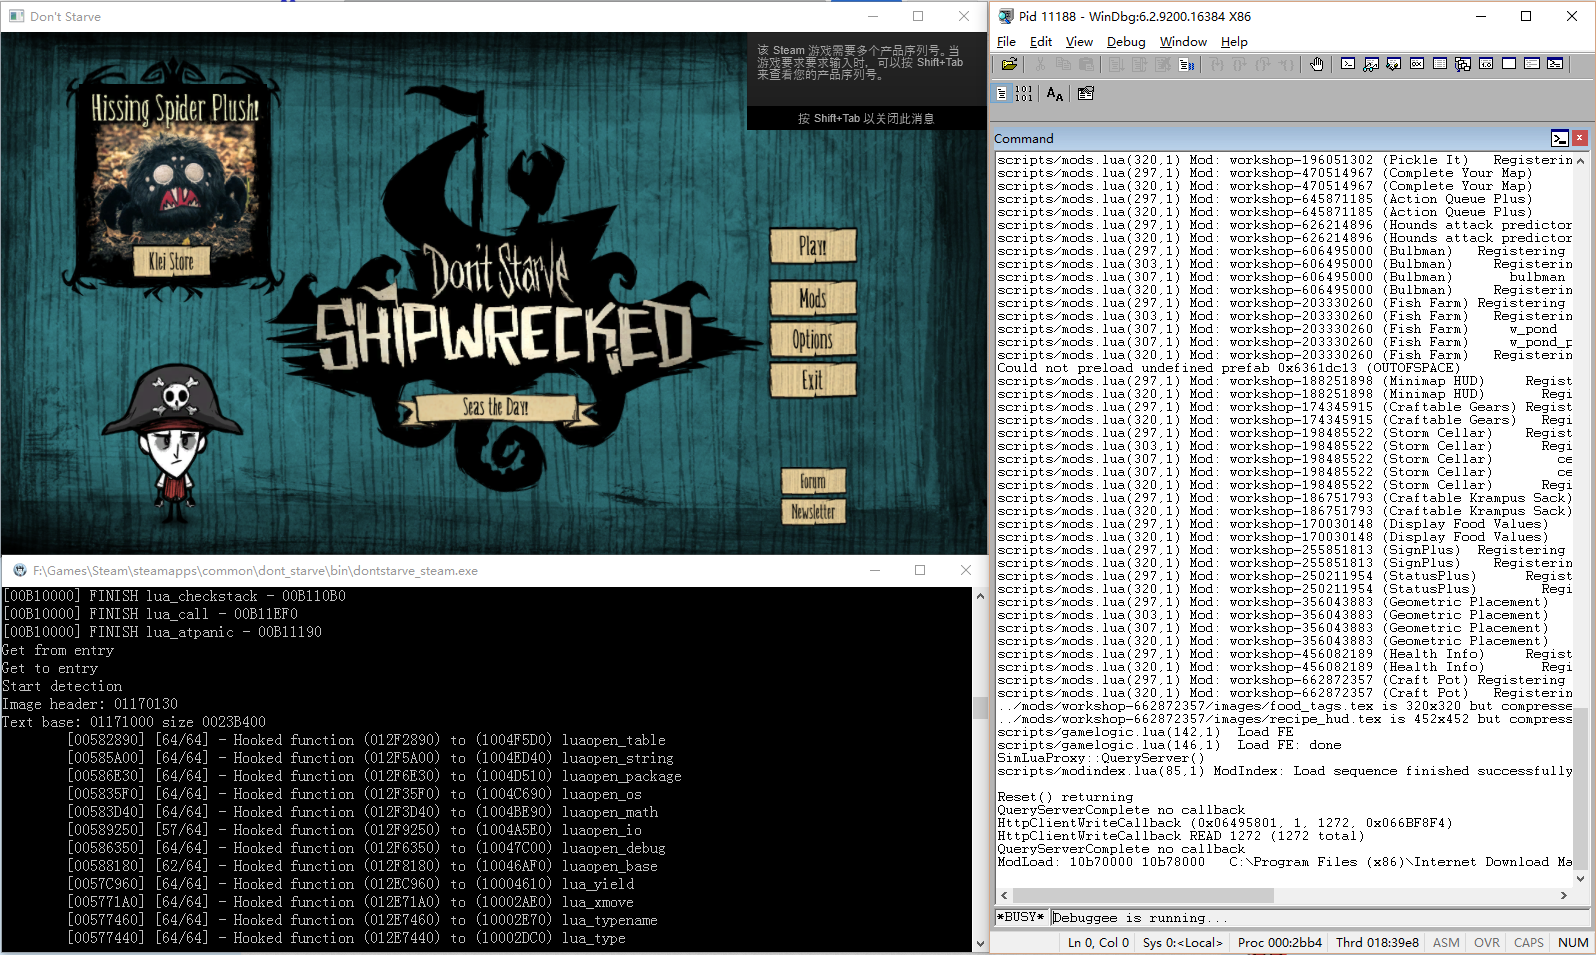 Don't Starve
该 Steam 游戏需要多个产品序列号。当
游戏要求要求输入时，可以按 Shift+Tab
来查看您的产品序列号。
按 Shift+Tab 以关闭此消息
Hissing Spider Plush!
Klei Store
Don't Starve
SHIPWRECKED
Seas the Day!
Play!
Mods
Options
Exit
Forum
Newsletter
F:\Games\Steam\steamapps\common\dont_starve\bin\dontstarve_steam.exe
[00B10000] FINISH lua_checkstack - 00B110B0
[00B10000] FINISH lua_call - 00B11EF0
[00B10000] FINISH lua_atpanic - 00B11190
Get from entry
Get to entry
Start detection
Image header: 01170130
Text base: 01171000 size 0023B400
[00582890] [64/64] - Hooked function (012F2890) to (1004F5D0) luaopen_table
[00585A00] [64/64] - Hooked function (012F5A00) to (1004ED40) luaopen_string
[00586E30] [64/64] - Hooked function (012F6E30) to (1004D510) luaopen_package
[005835F0] [64/64] - Hooked function (012F35F0) to (1004C690) luaopen_os
[00583D40] [64/64] - Hooked function (012F3D40) to (1004BE90) luaopen_math
[00589250] [57/64] - Hooked function (012F9250) to (1004A5E0) luaopen_io
[00586350] [64/64] - Hooked function (012F6350) to (10047C00) luaopen_debug
[00588180] [62/64] - Hooked function (012F8180) to (10046AF0) luaopen_base
[0057C960] [64/64] - Hooked function (012EC960) to (10004610) lua_yield
[005771A0] [64/64] - Hooked function (012E71A0) to (10002AE0) lua_xmove
[00577460] [64/64] - Hooked function (012E7460) to (10002E70) lua_typename
[00577440] [64/64] - Hooked function (012E7440) to (10002DC0) lua_type
Pid 11188 - WinDbg:6.2.9200.16384 X86
File Edit View Debug Window Help
Command
scripts/mods.lua(320,1) Mod: workshop-196051302 (Pickle It) Registerin
scripts/mods.lua(297,1) Mod: workshop-470514967 (Complete Your Map)
scripts/mods.lua(320,1) Mod: workshop-470514967 (Complete Your Map)
scripts/mods.lua(297,1) Mod: workshop-645871185 (Action Queue Plus)
scripts/mods.lua(320,1) Mod: workshop-645871185 (Action Queue Plus)
scripts/mods.lua(297,1) Mod: workshop-626214896 (Hounds attack predictor
scripts/mods.lua(320,1) Mod: workshop-626214896 (Hounds attack predictor
scripts/mods.lua(297,1) Mod: workshop-606495000 (Bulbman) Registering
scripts/mods.lua(303,1) Mod: workshop-606495000 (Bulbman) Registerin
scripts/mods.lua(307,1) Mod: workshop-606495000 (Bulbman) bulbman
scripts/mods.lua(320,1) Mod: workshop-606495000 (Bulbman) Registerin
scripts/mods.lua(297,1) Mod: workshop-203330260 (Fish Farm) Registering
scripts/mods.lua(303,1) Mod: workshop-203330260 (Fish Farm) Registerin
scripts/mods.lua(307,1) Mod: workshop-203330260 (Fish Farm) w_pond
scripts/mods.lua(307,1) Mod: workshop-203330260 (Fish Farm) w_pond_p
scripts/mods.lua(320,1) Mod: workshop-203330260 (Fish Farm) Registerin
Could not preload undefined prefab 0x6361dc13 (OUTOFSPACE)
scripts/mods.lua(297,1) Mod: workshop-188251898 (Minimap HUD) Regist
scripts/mods.lua(320,1) Mod: workshop-188251898 (Minimap HUD) Regi
scripts/mods.lua(297,1) Mod: workshop-174345915 (Craftable Gears) Regist
scripts/mods.lua(320,1) Mod: workshop-174345915 (Craftable Gears) Regi
scripts/mods.lua(297,1) Mod: workshop-198485522 (Storm Cellar) Regist
scripts/mods.lua(303,1) Mod: workshop-198485522 (Storm Cellar) Regi
scripts/mods.lua(307,1) Mod: workshop-198485522 (Storm Cellar) ce
scripts/mods.lua(307,1) Mod: workshop-198485522 (Storm Cellar) ce
scripts/mods.lua(320,1) Mod: workshop-198485522 (Storm Cellar) Regi
scripts/mods.lua(297,1) Mod: workshop-186751793 (Craftable Krampus Sack)
scripts/mods.lua(320,1) Mod: workshop-186751793 (Craftable Krampus Sack)
scripts/mods.lua(297,1) Mod: workshop-170030148 (Display Food Values)
scripts/mods.lua(320,1) Mod: workshop-170030148 (Display Food Values)
scripts/mods.lua(297,1) Mod: workshop-255851813 (SignPlus) Registering
scripts/mods.lua(320,1) Mod: workshop-255851813 (SignPlus) Registerin
scripts/mods.lua(297,1) Mod: workshop-250211954 (StatusPlus) Regist
scripts/mods.lua(320,1) Mod: workshop-250211954 (StatusPlus) Regi
scripts/mods.lua(297,1) Mod: workshop-356043883 (Geometric Placement)
scripts/mods.lua(303,1) Mod: workshop-356043883 (Geometric Placement)
scripts/mods.lua(307,1) Mod: workshop-356043883 (Geometric Placement)
scripts/mods.lua(320,1) Mod: workshop-356043883 (Geometric Placement)
scripts/mods.lua(297,1) Mod: workshop-456082189 (Health Info) Regist
scripts/mods.lua(320,1) Mod: workshop-456082189 (Health Info) Regi
scripts/mods.lua(297,1) Mod: workshop-662872357 (Craft Pot) Registering
scripts/mods.lua(320,1) Mod: workshop-662872357 (Craft Pot) Registerin
../mods/workshop-662872357/images/food_tags.tex is 320x320 but compresse
../mods/workshop-662872357/images/recipe_hud.tex is 452x452 but compress
scripts/gamelogic.lua(142,1) Load FE
scripts/gamelogic.lua(146,1) Load FE: done
SimLuaProxy::QueryServer()
scripts/modindex.lua(85,1) ModIndex: Load sequence finished successfully
Reset() returning
QueryServerComplete no callback
HttpClientWriteCallback (0x06495801, 1, 1272, 0x066BF8F4)
HttpClientWriteCallback READ 1272 (1272 total)
QueryServerComplete no callback
ModLoad: 10b70000 10b78000 C:\Program Files (x86)\Internet Download Ma
*BUSY* Debuggee is running...
Ln 0, Col 0 Sys 0:<Local> Proc 000:2bb4 Thrd 018:39e8 ASM OVR CAPS NUM